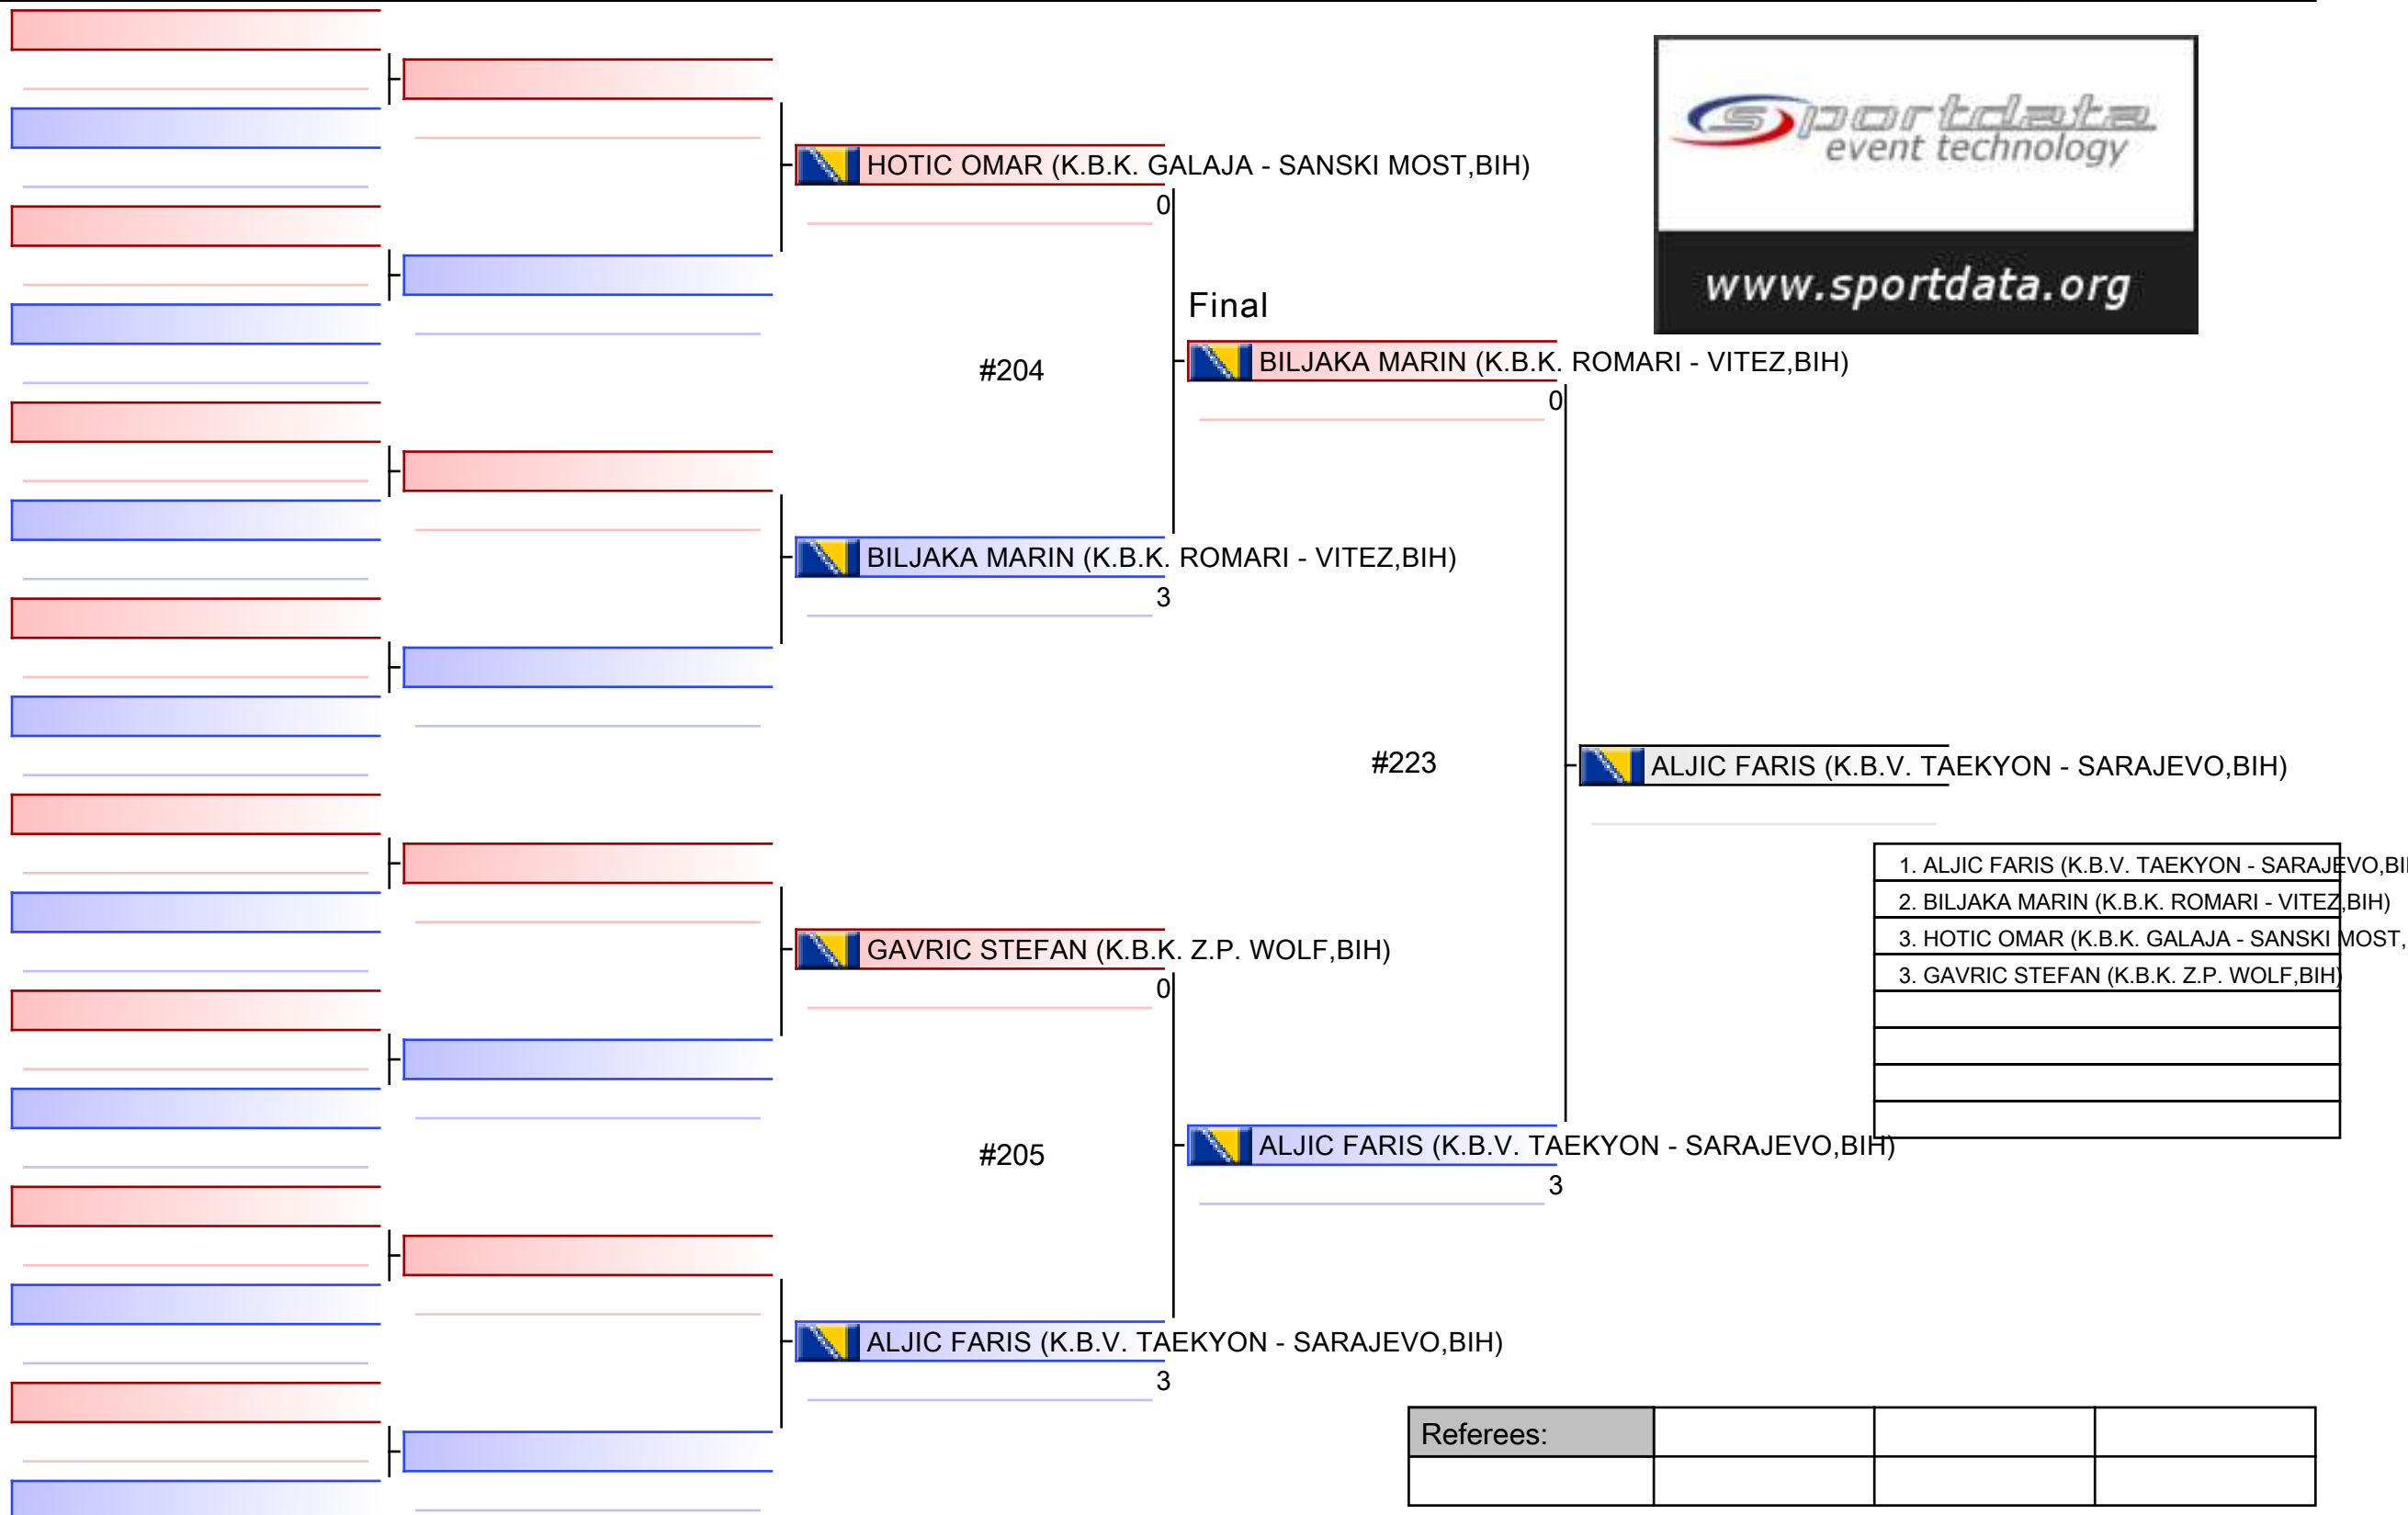 sportdata
event technology
www.sportdata.org
HOTIC OMAR (K.B.K. GALAJA - SANSKI MOST,BIH)
0
Final
#204
BILJAKA MARIN (K.B.K. ROMARI - VITEZ,BIH)
0
BILJAKA MARIN (K.B.K. ROMARI - VITEZ,BIH)
3
#223
ALJIC FARIS (K.B.V. TAEKYON - SARAJEVO,BIH)
1. ALJIC FARIS (K.B.V. TAEKYON - SARAJEVO,BI
2. BILJAKA MARIN (K.B.K. ROMARI - VITEZ,BIH)
3. HOTIC OMAR (K.B.K. GALAJA - SANSKI MOST,
3. GAVRIC STEFAN (K.B.K. Z.P. WOLF,BIH)
GAVRIC STEFAN (K.B.K. Z.P. WOLF,BIH)
0
#205
ALJIC FARIS (K.B.V. TAEKYON - SARAJEVO,BIH)
3
ALJIC FARIS (K.B.V. TAEKYON - SARAJEVO,BIH)
3
Referees: